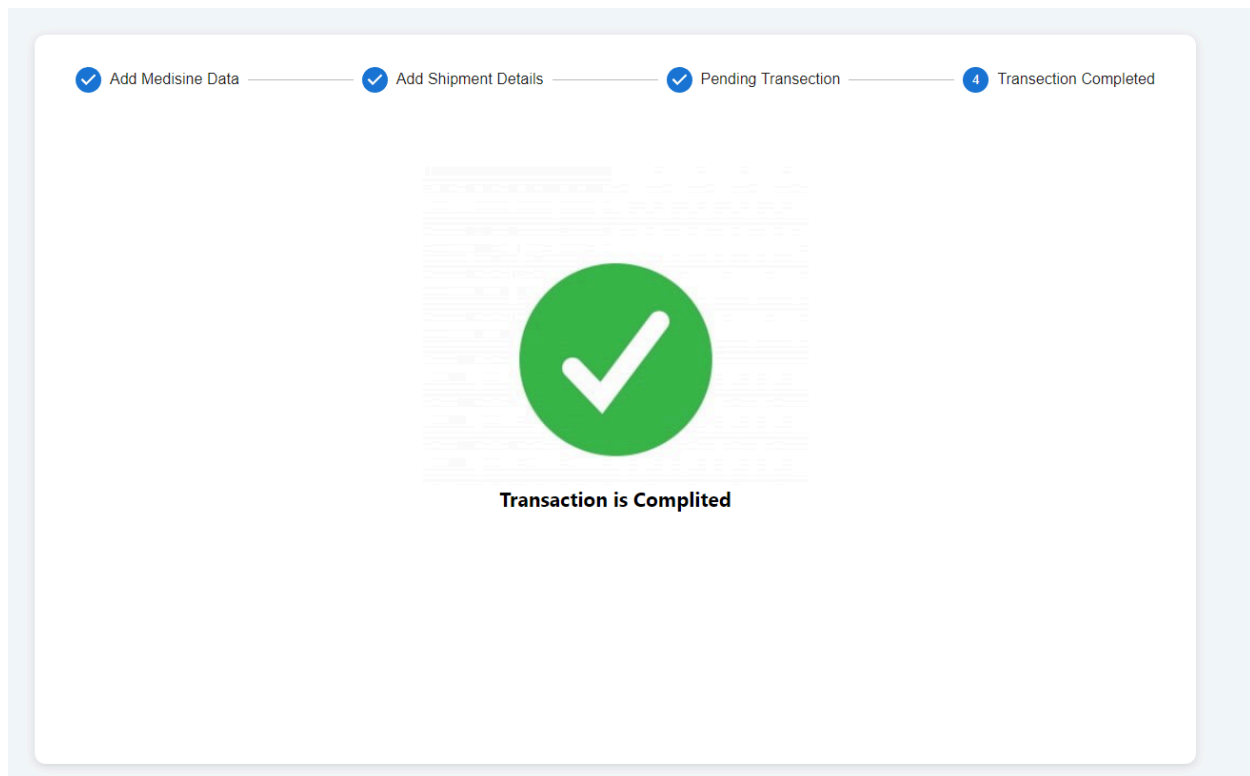 Add Medisine Data
Add Shipment Details
Pending Transection
4 Transection Completed
Transaction is Complited